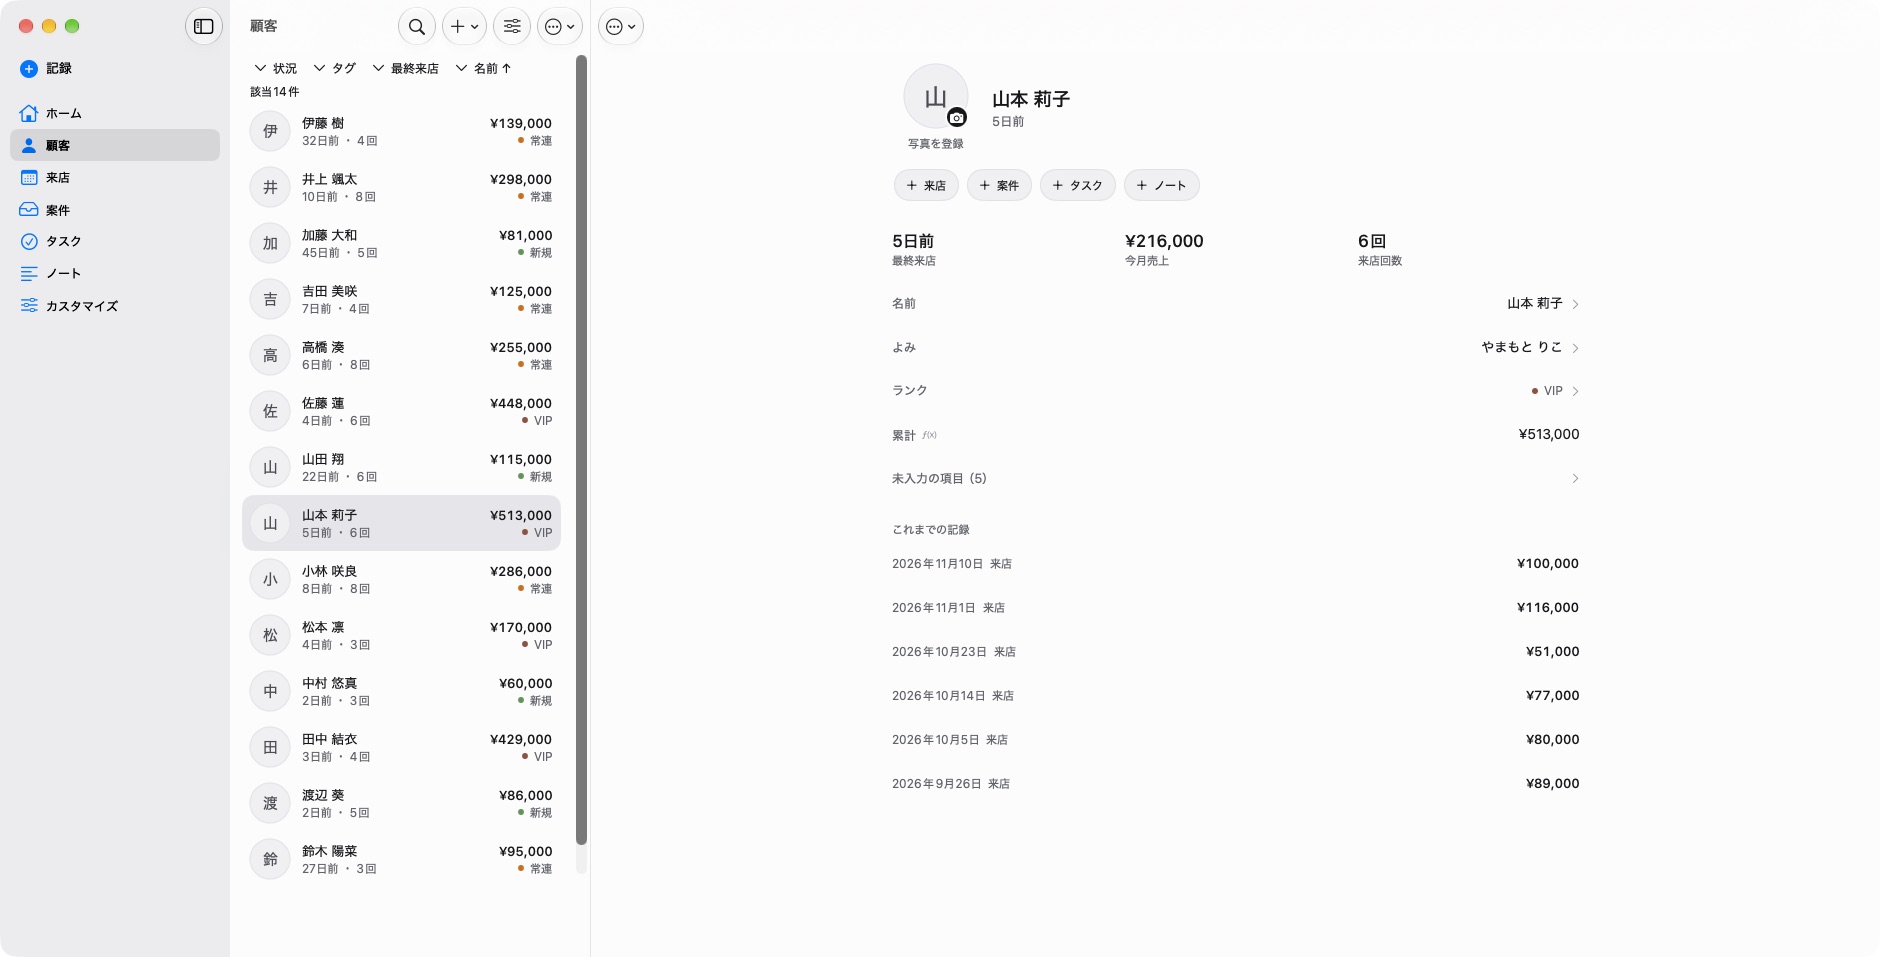 記録
ホーム
顧客
来店
案件
タスク
ノート
カスタマイズ
顧客
状況 タグ 最終来店 名前↑
該当14件
伊 伊藤 樹 ¥139,000
32日前 ・ 4回 常連
井 井上 颯太 ¥298,000
10日前 ・ 8回 常連
加 加藤 大和 ¥81,000
45日前 ・ 5回 新規
吉 吉田 美咲 ¥125,000
7日前 ・ 4回 常連
高 高橋 湊 ¥255,000
6日前 ・ 8回 常連
佐 佐藤 蓮 ¥448,000
4日前 ・ 6回 VIP
山 山田 翔 ¥115,000
22日前 ・ 6回 新規
山 山本 莉子 ¥513,000
5日前 ・ 6回 VIP
小 小林 咲良 ¥286,000
8日前 ・ 8回 常連
松 松本 凛 ¥170,000
4日前 ・ 3回 VIP
中 中村 悠真 ¥60,000
2日前 ・ 3回 新規
田 田中 結衣 ¥429,000
3日前 ・ 4回 VIP
渡 渡辺 葵 ¥86,000
2日前 ・ 5回 新規
鈴 鈴木 陽菜 ¥95,000
27日前 ・ 3回 常連
山 山本 莉子
5日前
写真を登録
+ 来店 + 案件 + タスク + ノート
5日前 ¥216,000 6回
最終来店 今月売上 来店回数
名前 山本 莉子
よみ やまもと りこ
ランク VIP
累計 f(x) ¥513,000
未入力の項目 (5)
これまでの記録
2026年11月10日 来店 ¥100,000
2026年11月1日 来店 ¥116,000
2026年10月23日 来店 ¥51,000
2026年10月14日 来店 ¥77,000
2026年10月5日 来店 ¥80,000
2026年9月26日 来店 ¥89,000